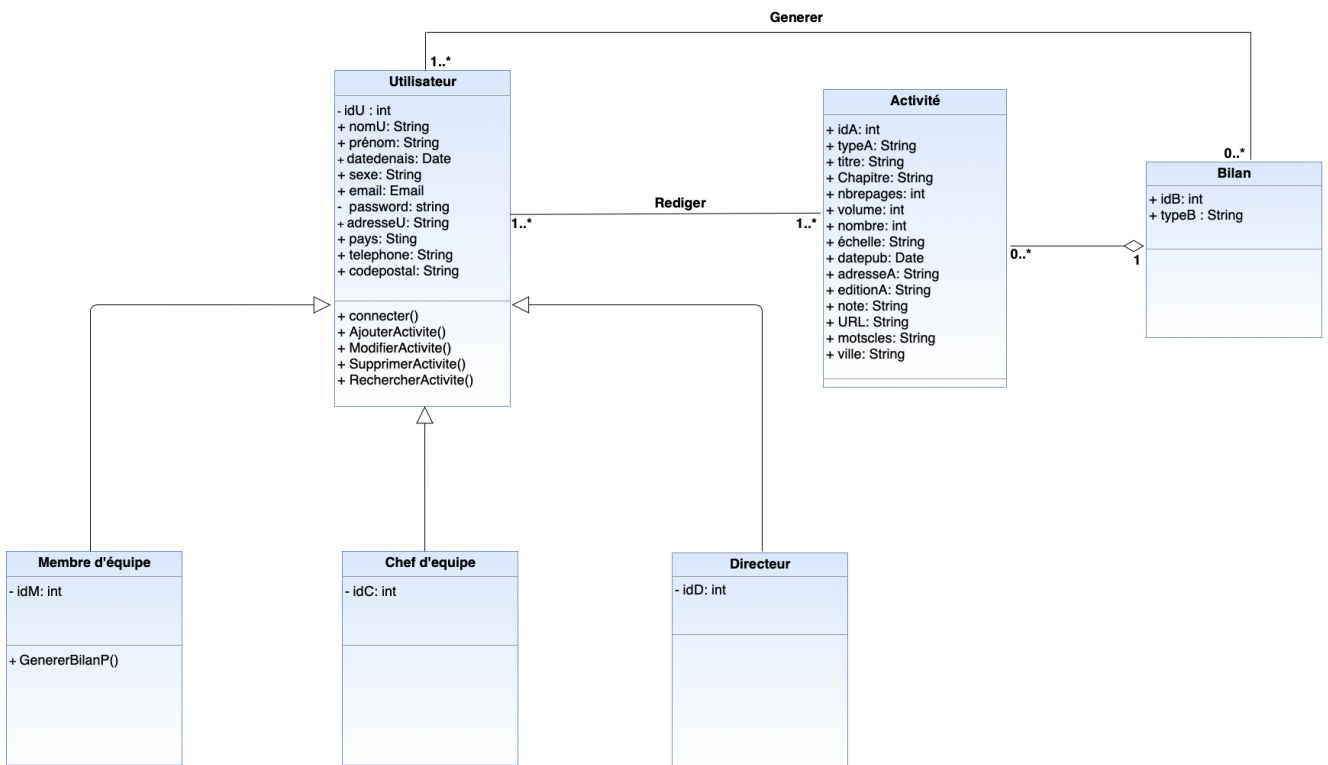 Generer
1..*
Utilisateur
- idU : int
+ nomU: String
+ prénom: String
+ datedenais: Date
+ sexe: String
+ email: Email
- password: string
+ adresseU: String
+ pays: Sting
+ telephone: String
+ codepostal: String
+ connecter()
+ AjouterActivite()
+ ModifierActivite()
+ SupprimerActivite()
+ RechercherActivite()
Rediger
1..*
1..*
Activité
+ idA: int
+ typeA: String
+ titre: String
+ Chapitre: String
+ nbrepages: int
+ volume: int
+ nombre: int
+ échelle: String
+ datepub: Date
+ adresseA: String
+ editionA: String
+ note: String
+ URL: String
+ motscles: String
+ ville: String
0..*
1
0..*
Bilan
+ idB: int
+ typeB : String
Membre d'équipe
- idM: int
+ GenererBilanP()
Chef d'equipe
- idC: int
Directeur
- idD: int